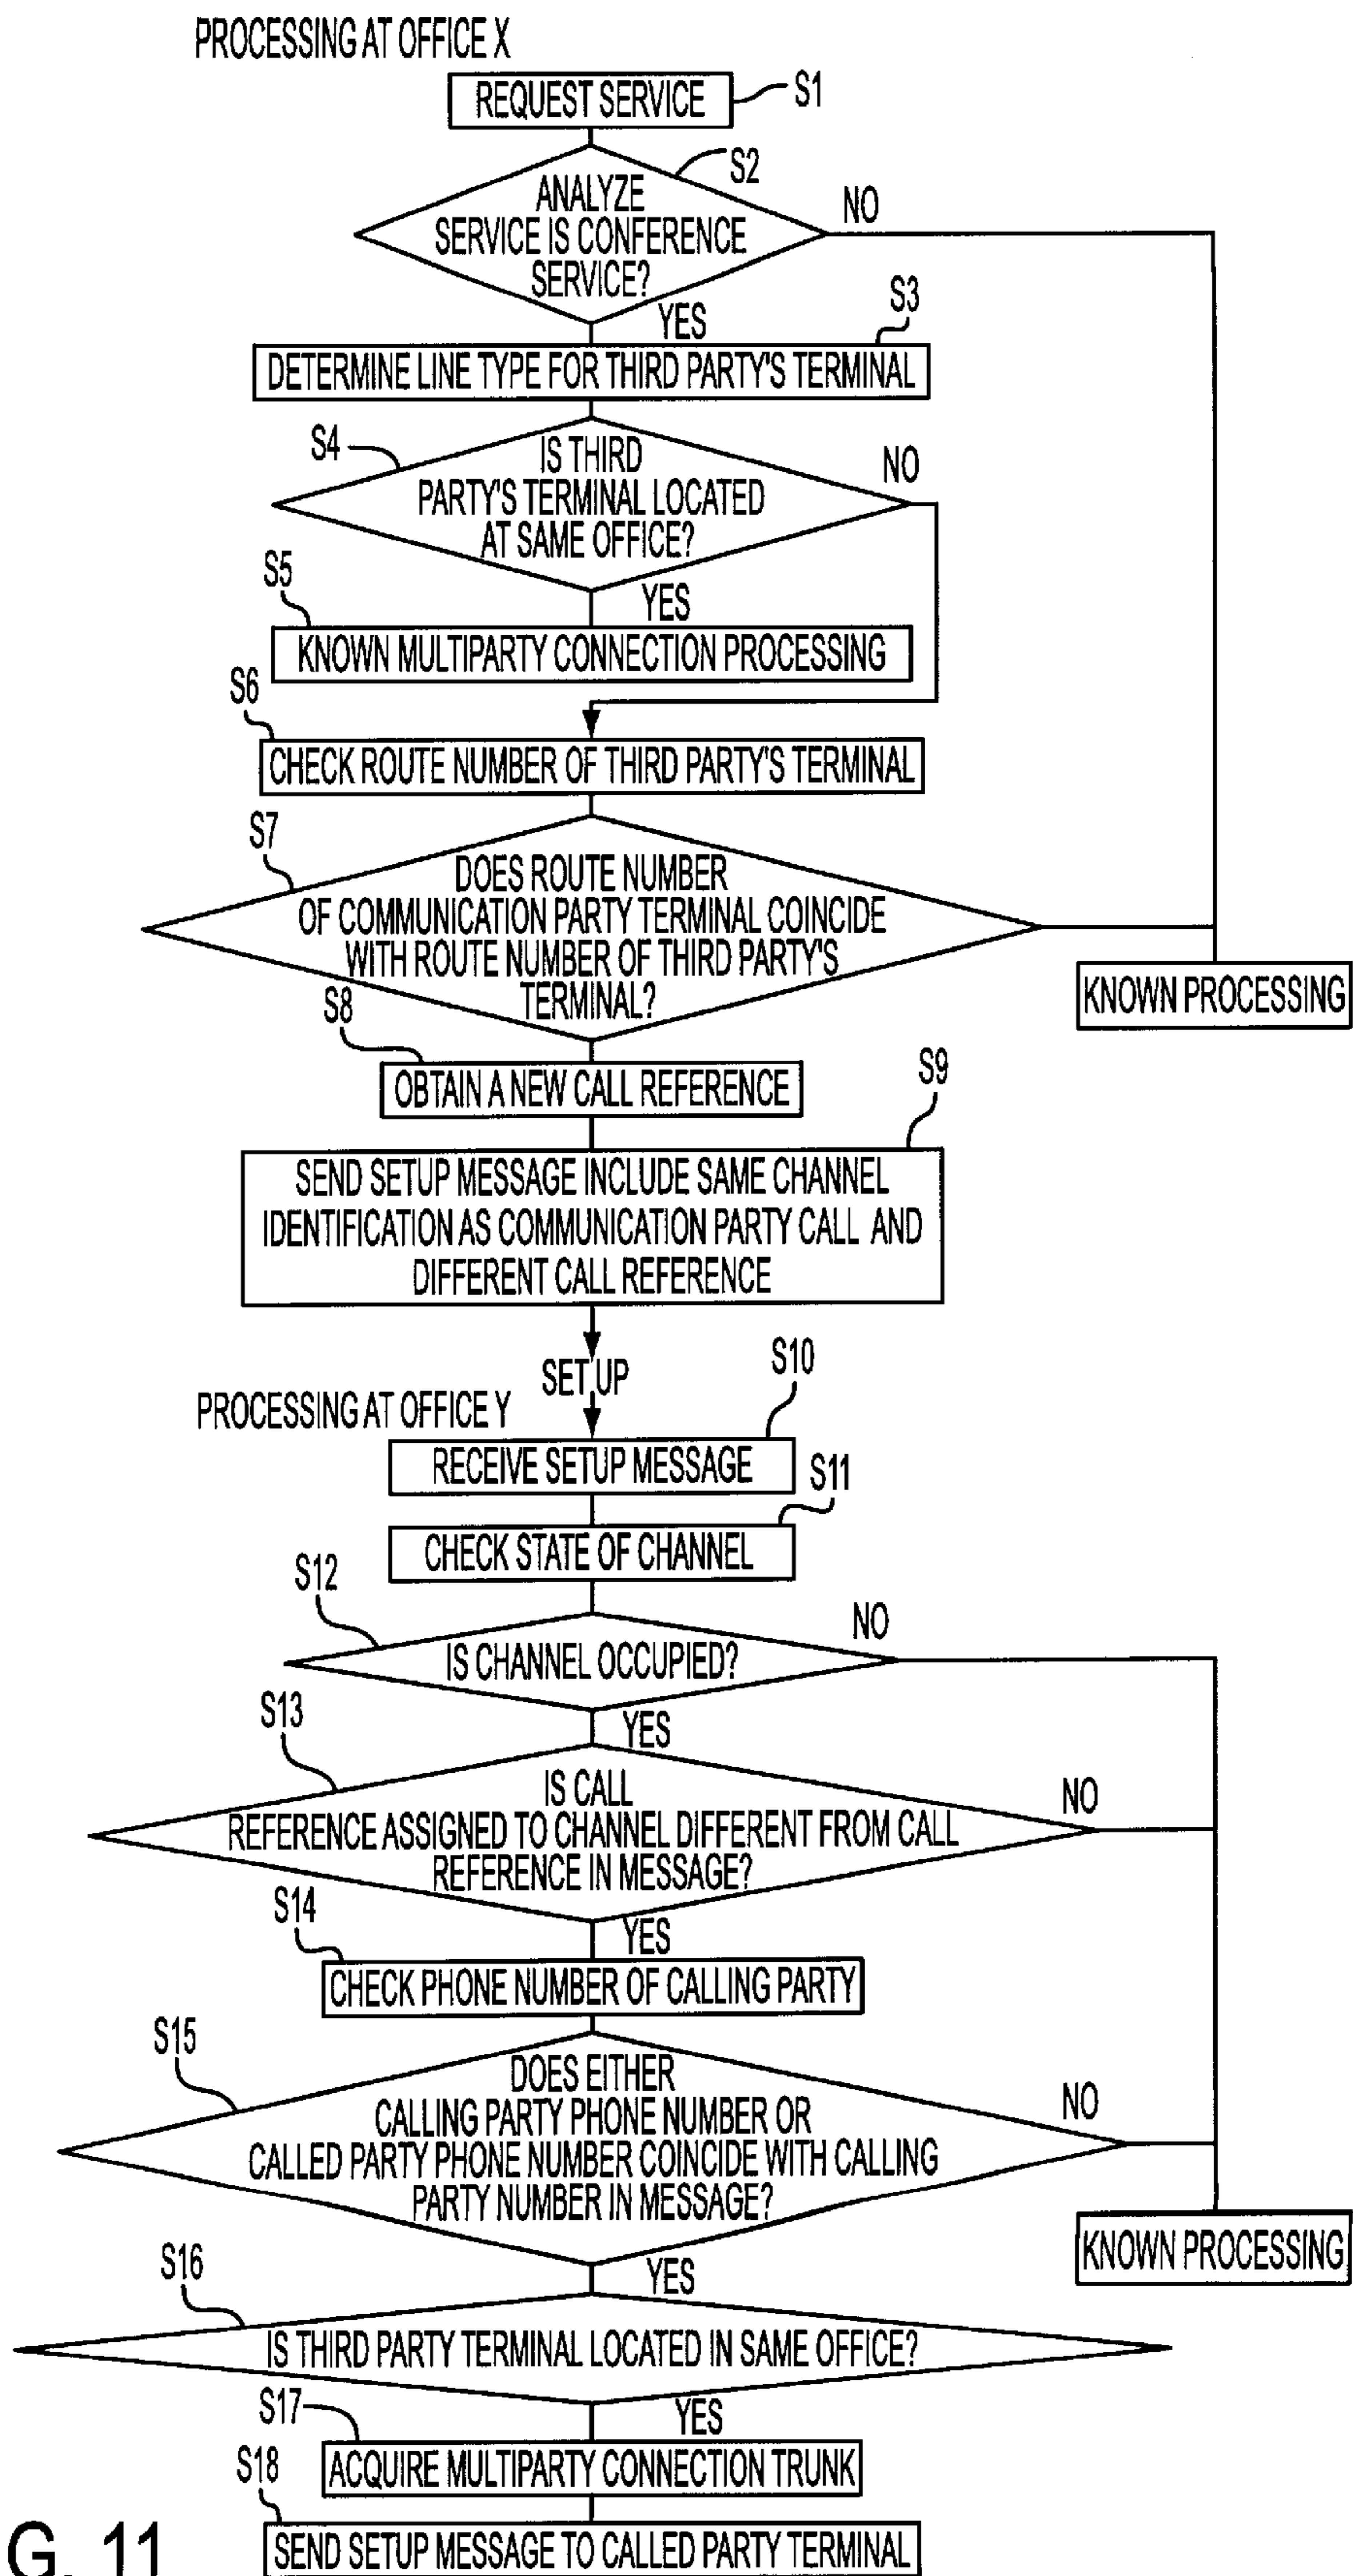 PROCESSING AT OFFICE X
REQUEST SERVICE
S1
S2
ANALYZE
SERVICE IS CONFERENCE
SERVICE?
NO
YES
S3
DETERMINE LINE TYPE FOR THIRD PARTY'S TERMINAL
S4
IS THIRD
PARTY'S TERMINAL LOCATED
AT SAME OFFICE?
NO
S5
YES
KNOWN MULTIPARTY CONNECTION PROCESSING
S6
CHECK ROUTE NUMBER OF THIRD PARTY'S TERMINAL
S7
DOES ROUTE NUMBER
OF COMMUNICATION PARTY TERMINAL COINCIDE
WITH ROUTE NUMBER OF THIRD PARTY'S
TERMINAL?
KNOWN PROCESSING
S8
OBTAIN A NEW CALL REFERENCE
S9
SEND SETUP MESSAGE INCLUDE SAME CHANNEL
IDENTIFICATION AS COMMUNICATION PARTY CALL AND
DIFFERENT CALL REFERENCE
SET UP
PROCESSING AT OFFICE Y
S10
RECEIVE SETUP MESSAGE
S11
CHECK STATE OF CHANNEL
S12
IS CHANNEL OCCUPIED?
NO
YES
S13
IS CALL
REFERENCE ASSIGNED TO CHANNEL DIFFERENT FROM CALL
REFERENCE IN MESSAGE?
NO
YES
S14
CHECK PHONE NUMBER OF CALLING PARTY
S15
DOES EITHER
CALLING PARTY PHONE NUMBER OR
CALLED PARTY PHONE NUMBER COINCIDE WITH CALLING
PARTY NUMBER IN MESSAGE?
NO
YES
KNOWN PROCESSING
S16
IS THIRD PARTY TERMINAL LOCATED IN SAME OFFICE?
YES
S17
ACQUIRE MULTIPARTY CONNECTION TRUNK
S18
SEND SETUP MESSAGE TO CALLED PARTY TERMINAL
G. 11